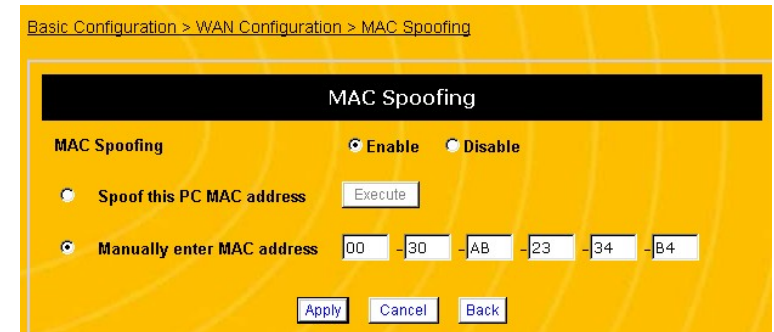 Basic Configuration > WAN Configuration > MAC Spoofing
MAC Spoofing
MAC Spoofing Enable Disable
Spoof this PC MAC address Execute
Manually enter MAC address 00 -30 -AB -23 -34 -B4
Apply Cancel Back